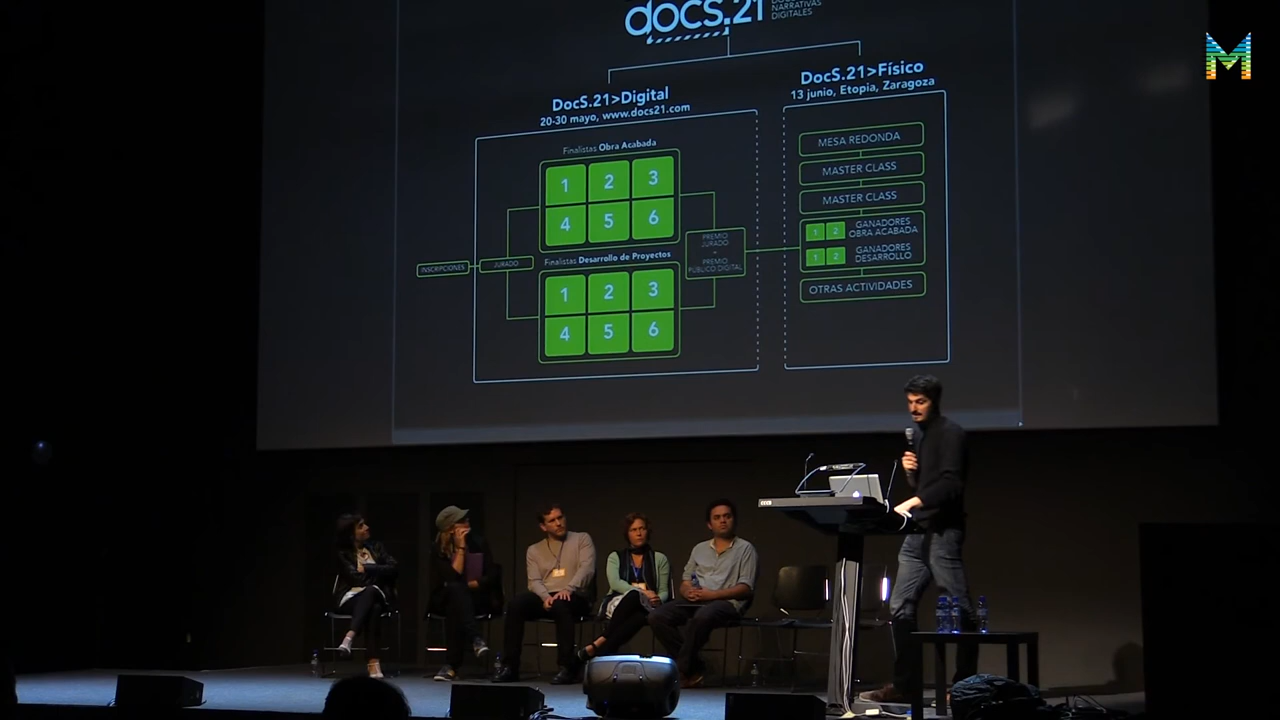 docs.21
NARRATIVAS
DIGITALES
DocS.21>Digital
20-30 mayo, www.docs21.com
DocS.21>Físico
13 junio, Etopia, Zaragoza
Finalistas Obra Acabada
1 2 3
4 5 6
INSCRIPCIONES
JURADO
Finalistas Desarrollo de Proyectos
1 2 3
4 5 6
PREMIO
JURADO
+
PREMIO
PÚBLICO DIGITAL
MESA REDONDA
MASTER CLASS
MASTER CLASS
1 2 GANADORES
OBRA ACABADA
1 2 GANADORES
DESARROLLO
OTRAS ACTIVIDADES
M